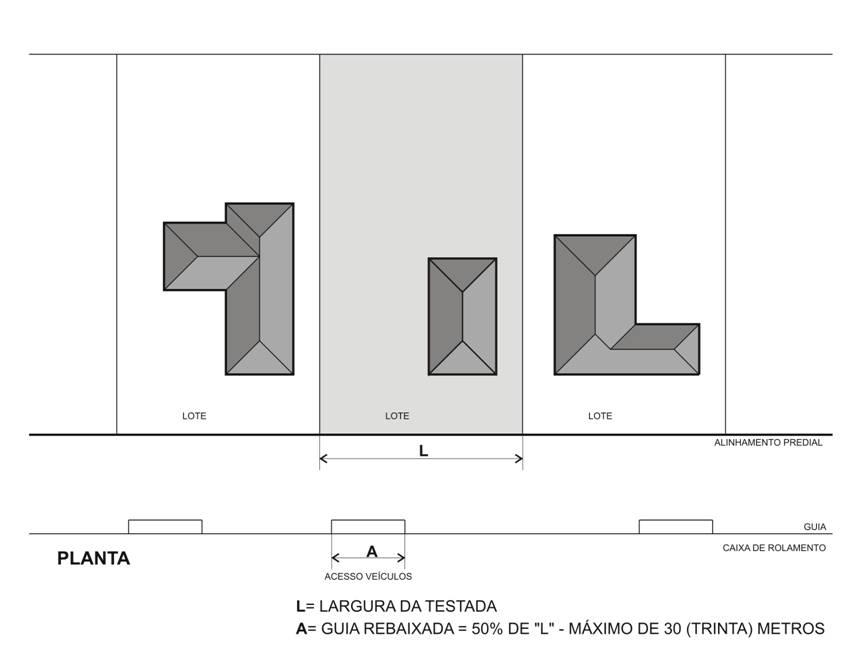 LOTE
LOTE
LOTE
ALINHAMENTO PREDIAL
L
GUIA
CAIXA DE ROLAMENTO
PLANTA
A
ACESSO VEÍCULOS
L= LARGURA DA TESTADA
A= GUIA REBAIXADA = 50% DE "L" - MÁXIMO DE 30 (TRINTA) METROS